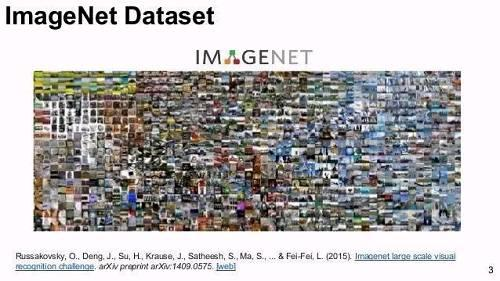 ImageNet Dataset
IMAGENET
Russakovsky, O., Deng, J., Su, H., Krause, J., Satheesh, S., Ma, S., ... & Fei-Fei, L. (2015). Imagenet large scale visual
recognition challenge. arXiv preprint arXiv:1409.0575. [web]
3